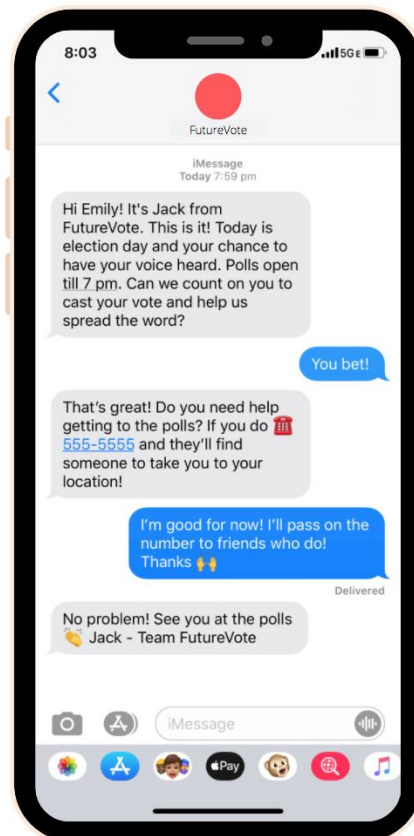 8:03
5G E
FutureVote
iMessage
Today 7:59 pm
Hi Emily! It's Jack from
FutureVote. This is it! Today is
election day and your chance to
have your voice heard. Polls open
till 7 pm. Can we count on you to
cast your vote and help us
spread the word?
You bet!
That’s great! Do you need help
getting to the polls? If you do ☎️
555-5555 and they’ll find
someone to take you to your
location!
I’m good for now! I’ll pass on the
number to friends who do!
Thanks 🙌
Delivered
No problem! See you at the polls
👏 Jack - Team FutureVote
iMessage
Pay